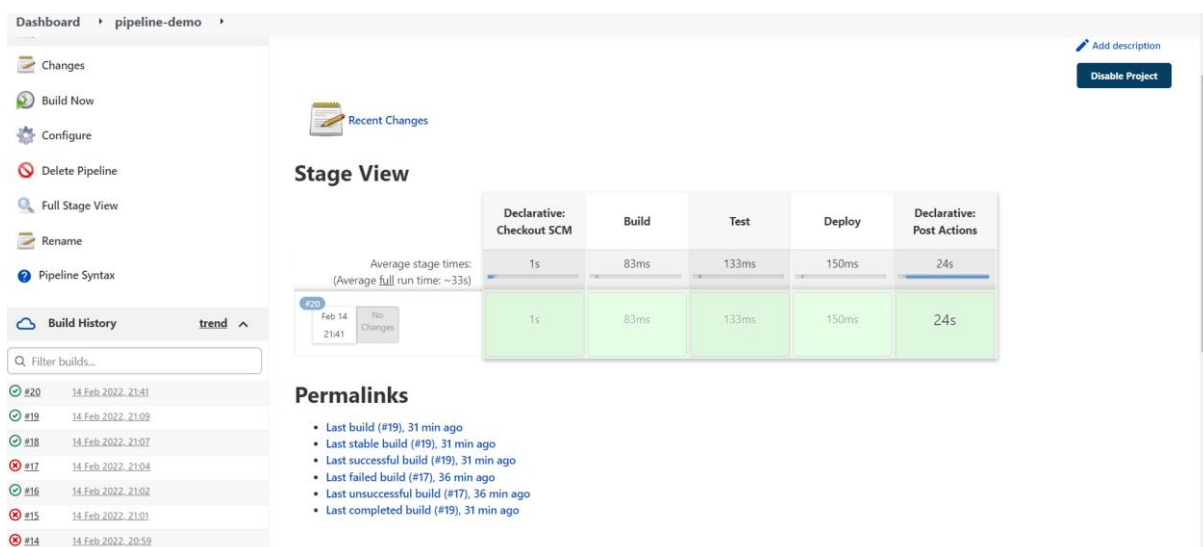 Dashboard pipeline-demo
Changes
Build Now
Configure
Delete Pipeline
Full Stage View
Rename
Pipeline Syntax
Build History trend
Filter builds...
#20 14 Feb 2022, 21:41
#19 14 Feb 2022, 21:09
#18 14 Feb 2022, 21:07
#17 14 Feb 2022, 21:04
#16 14 Feb 2022, 21:02
#15 14 Feb 2022, 21:01
#14 14 Feb 2022, 20:59
Add description
Disable Project
Recent Changes
Stage View
Declarative: Build Test Deploy Declarative:
Checkout SCM Post Actions
Average stage times: 1s 83ms 133ms 150ms 24s
(Average full run time: ~33s)
#20
Feb 14 No
21:41 Changes
1s 83ms 133ms 150ms 24s
Permalinks
Last build (#19), 31 min ago
Last stable build (#19), 31 min ago
Last successful build (#19), 31 min ago
Last failed build (#17), 36 min ago
Last unsuccessful build (#17), 36 min ago
Last completed build (#19), 31 min ago